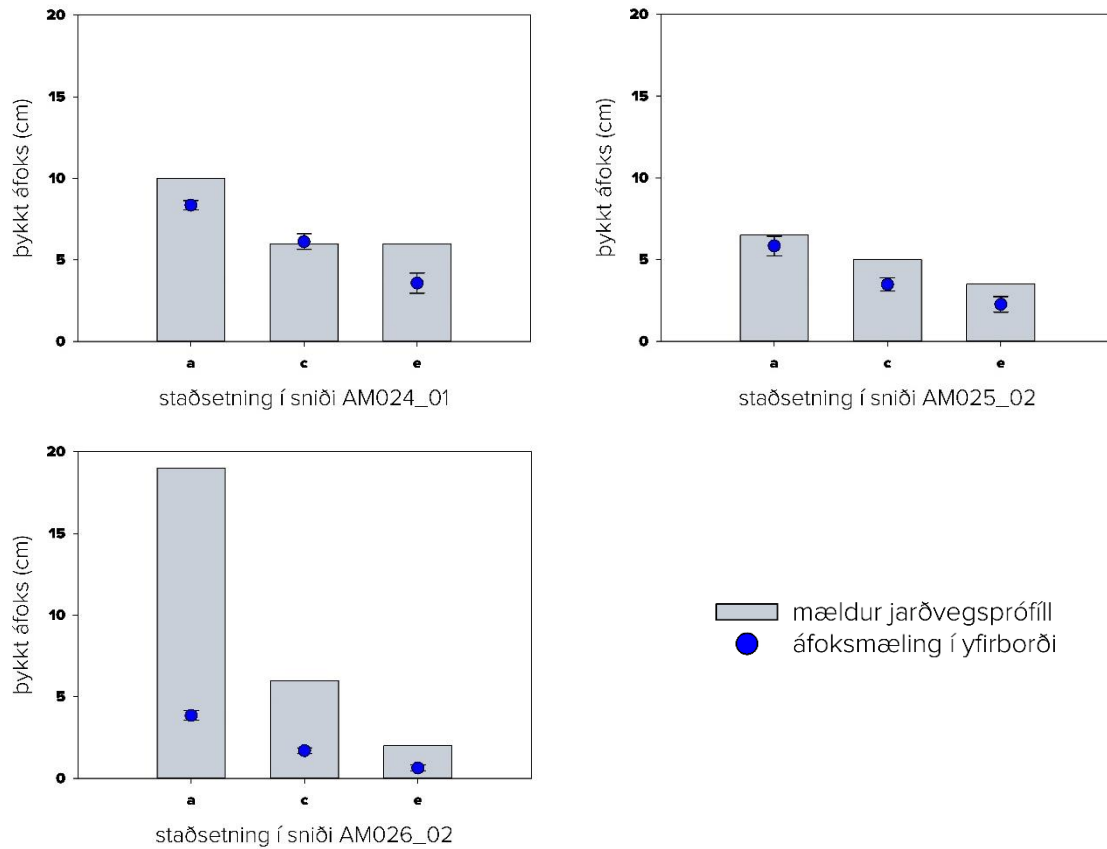 þykkt áfoks (cm)
20
15
10
5
0
a
c
e
staðsetning í sniði AM024_01
þykkt áfoks (cm)
20
15
10
5
0
a
c
e
staðsetning í sniði AM025_02
þykkt áfoks (cm)
20
15
10
5
0
a
c
e
staðsetning í sniði AM026_02
mældur jarðvegsprófíll
áfoksmæling í yfirborði